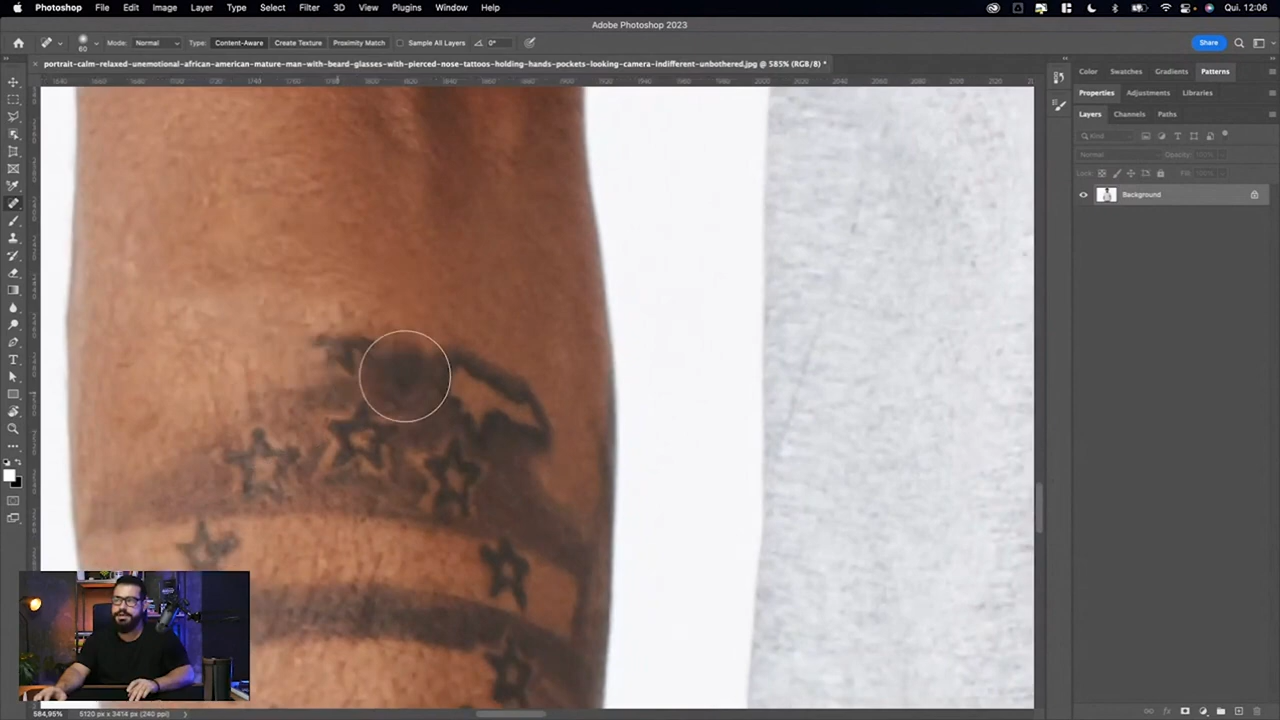 Photoshop File Edit Image Layer Type Select Filter 3D View Plugins Window Help Qui. 12:06
Adobe Photoshop 2023
60 Mode: Normal Type: Content-Aware Create Texture Proximity Match Sample All Layers 0° Share
portrait-calm-relaxed-unemotional-african-american-mature-man-with-beard-glasses-with-pierced-nose-tattoos-holding-hands-pockets-looking-camera-indifferent-unbothered.jpg @ 585% (RGB/8) *
Color Swatches Gradients Patterns
Properties Adjustments Libraries
Layers Channels Paths
Kind
Normal Opacity: 100%
Lock: Fill: 100%
Background
584,95% 5120 px x 3414 px (240 ppi)